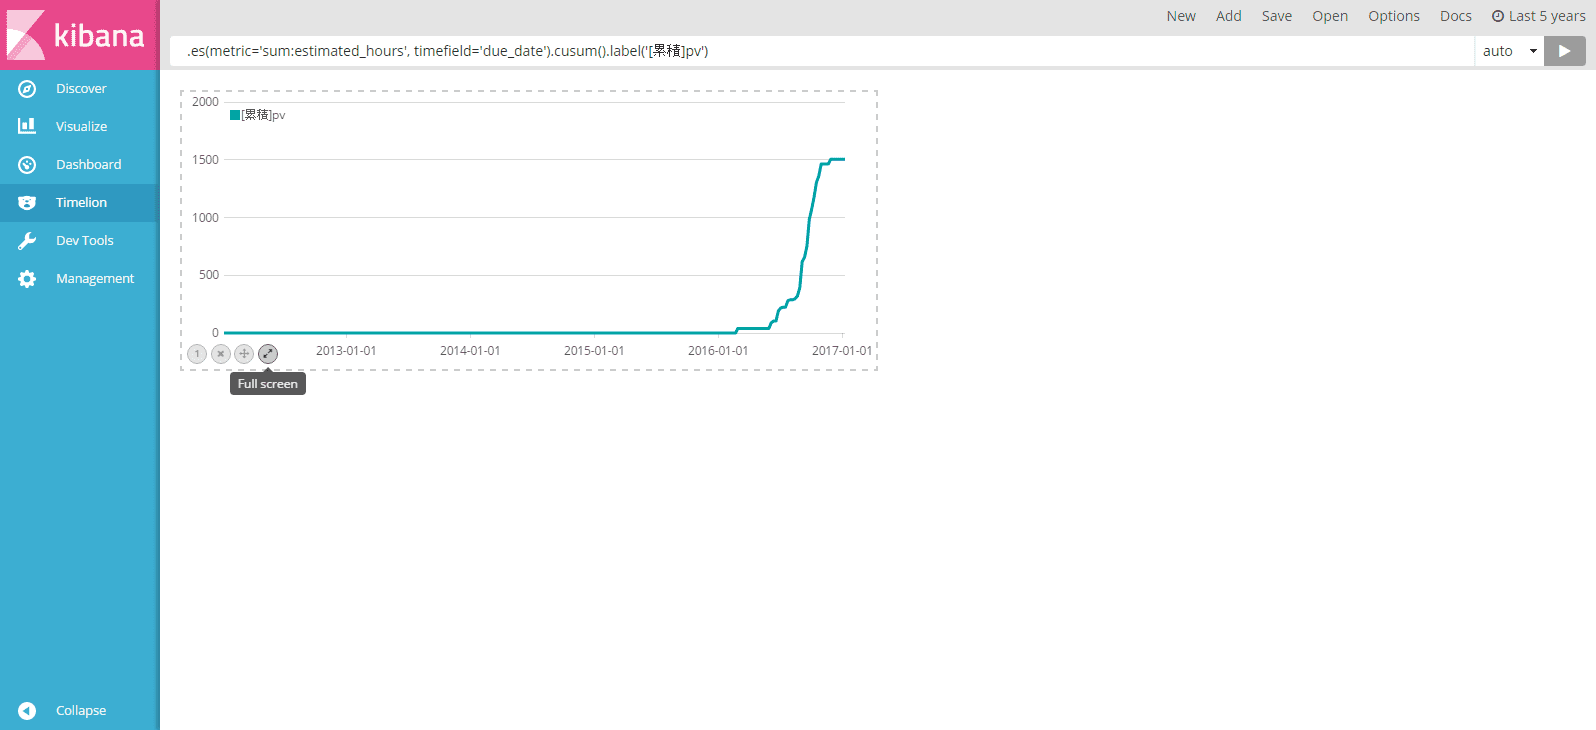 kibana
Discover
Visualize
Dashboard
Timelion
Dev Tools
Management
Collapse
New Add Save Open Options Docs Last 5 years
.es(metric='sum:estimated_hours', timefield='due_date').cusum().label('[累積]pv')
auto
[累積]pv
2000
1500
1000
500
0
2013-01-01 2014-01-01 2015-01-01 2016-01-01 2017-01-01
1
Full screen